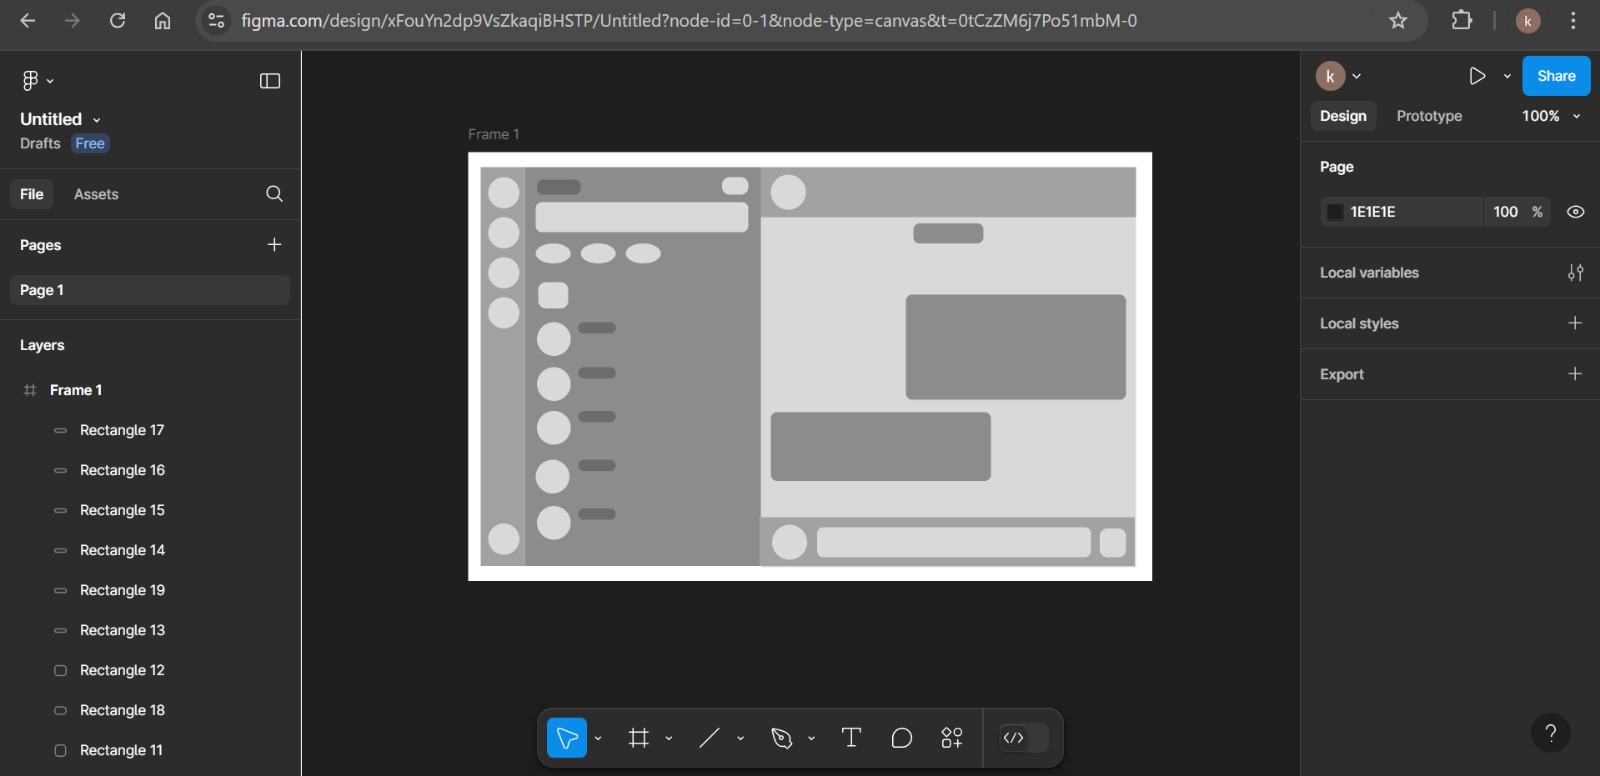 figma.com/design/xFouYn2dp9VsZkaqiBHSTP/Untitled?node-id=0-1&node-type=canvas&t=0tCzZM6j7Po51mbM-0
k
Untitled
Drafts Free
File Assets
Pages
Page 1
Layers
Frame 1
Rectangle 17
Rectangle 16
Rectangle 15
Rectangle 14
Rectangle 19
Rectangle 13
Rectangle 12
Rectangle 18
Rectangle 11
Frame 1
k Share
Design Prototype 100%
Page
1E1E1E 100 %
Local variables
Local styles
Export
?